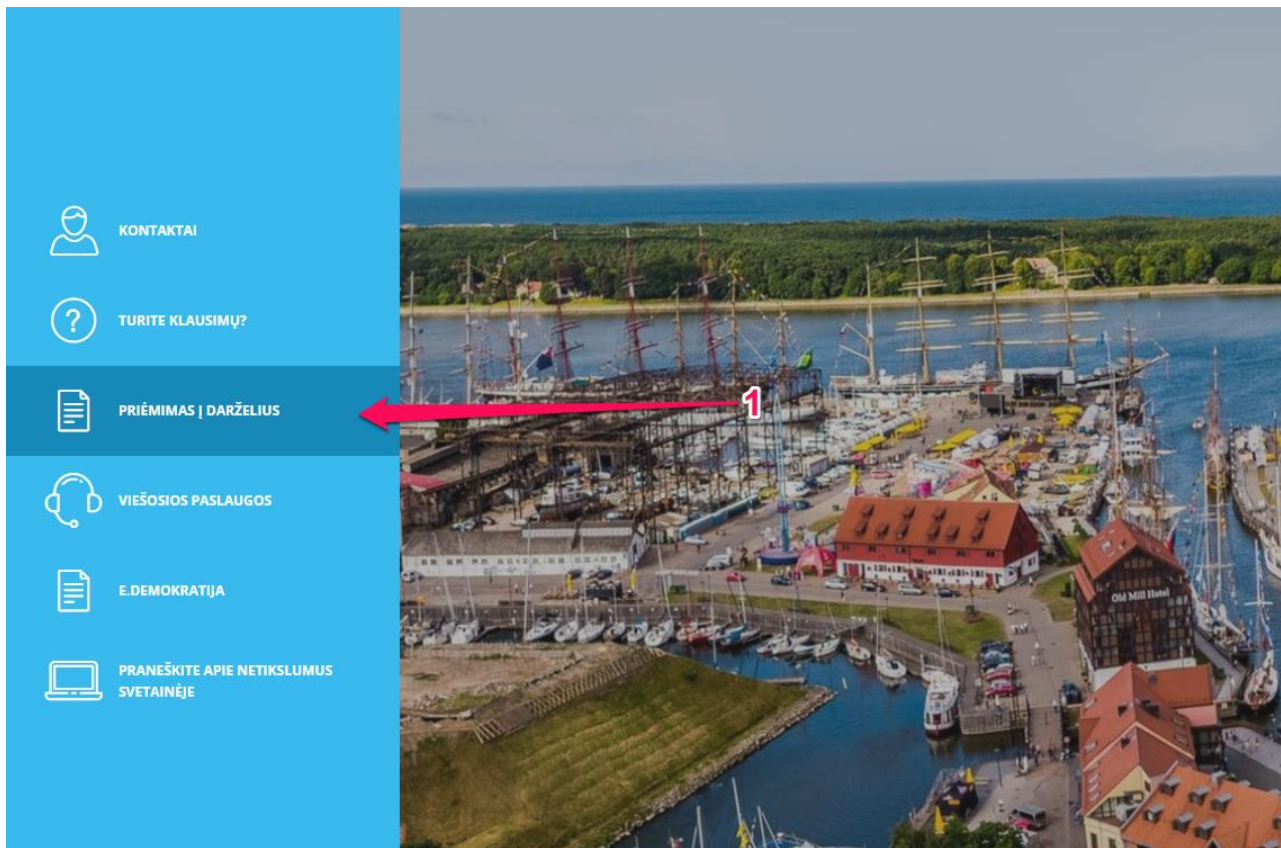 KONTAKTAI
TURITE KLAUSIMŲ?
PRIĖMIMAS Į DARŽELIUS
1
VIEŠOSIOS PASLAUGOS
E.DEMOKRATIJA
PRANEŠKITE APIE NETIKSLUMUS
SVETAINĖJE
Old Mill Hotel